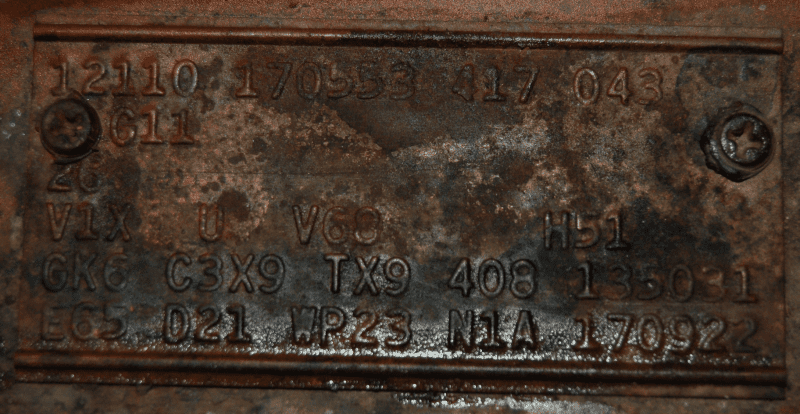 12110 170553 417 043
C11
26
V1X U V68 H51
GK6 C3X9 TX9 408 135031
E65 D21 WP23 N1A 170922